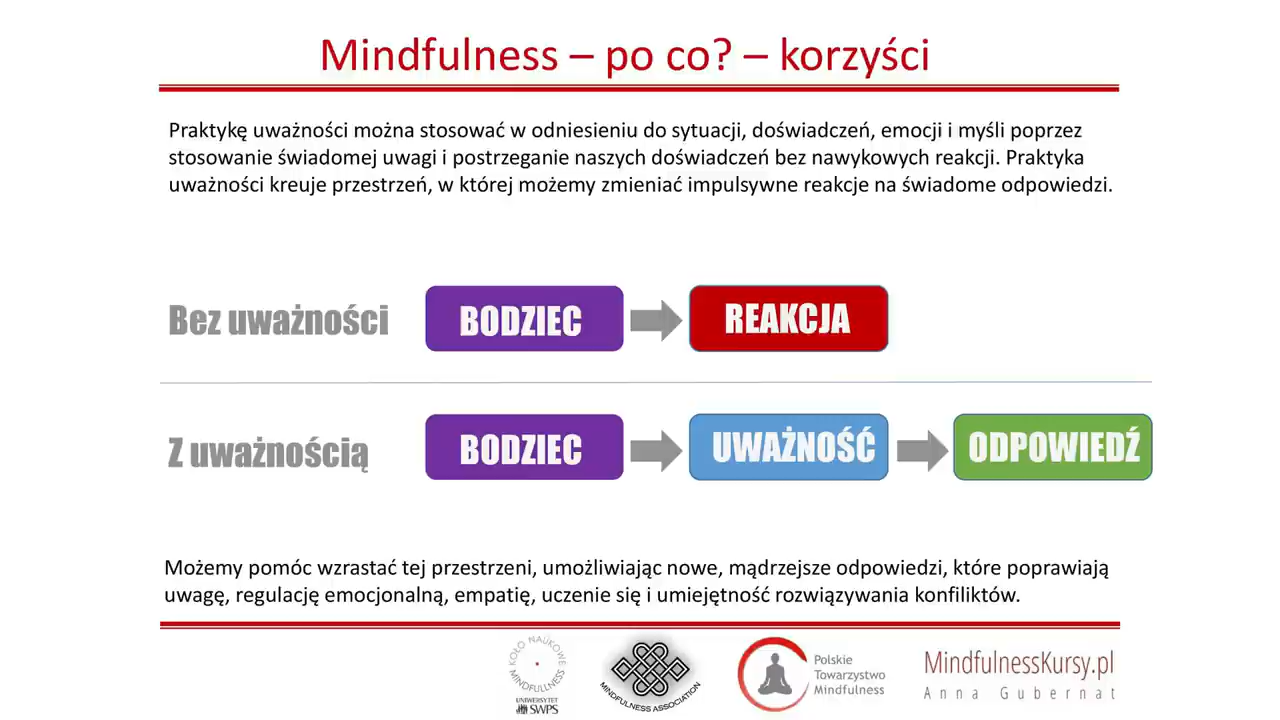 Mindfulness – po co? – korzyści
Praktykę uważności można stosować w odniesieniu do sytuacji, doświadczeń, emocji i myśli poprzez
stosowanie świadomej uwagi i postrzeganie naszych doświadczeń bez nawykowych reakcji. Praktyka
uważności kreuje przestrzeń, w której możemy zmieniać impulsywne reakcje na świadome odpowiedzi.
Bez uważności
BODZIEC
REAKCJA
Z uważnością
BODZIEC
UWAŻNOŚĆ
ODPOWIEDŹ
Możemy pomóc wzrastać tej przestrzeni, umożliwiając nowe, mądrzejsze odpowiedzi, które poprawiają
uwagę, regulację emocjonalną, empatię, uczenie się i umiejętność rozwiązywania konfiliktów.
KOŁO NAUKOWE
MINDFULLNESS
UNIWERSYTET
SWPS
MINDFULNESS ASSOCIATION
Polskie
Towarzystwo
Mindfulness
MindfulnessKursy.pl
Anna Gubernat